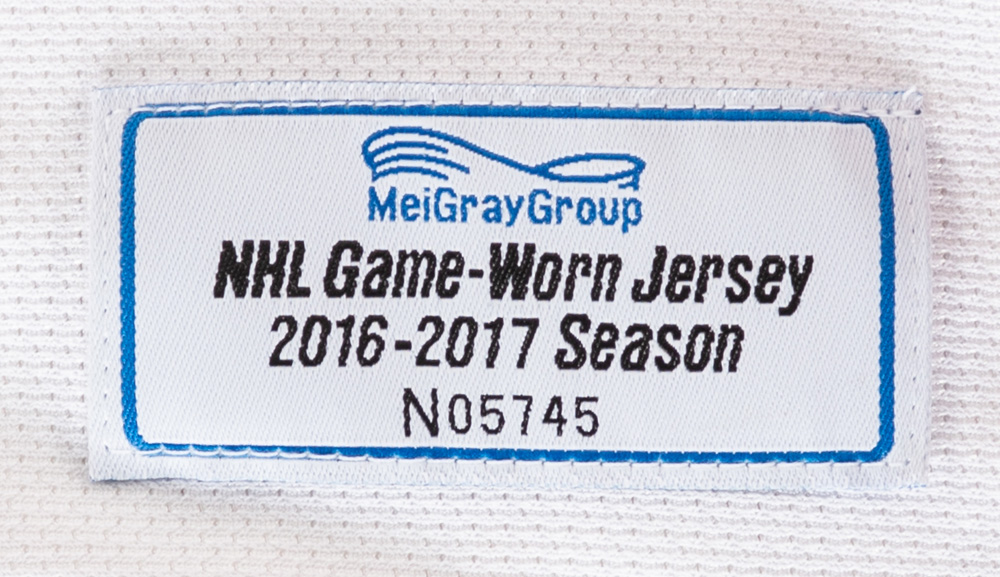 MeiGrayGroup
NHL Game-Worn Jersey
2016-2017 Season
N05745